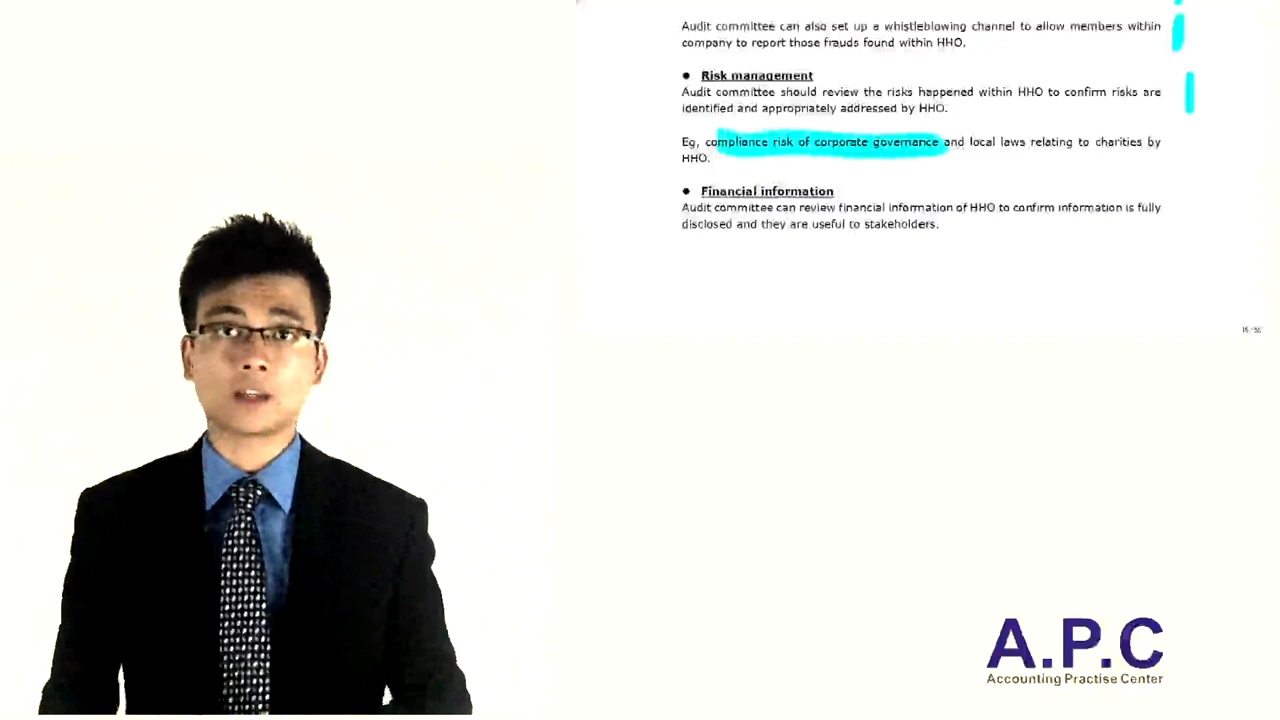 Audit committee can also set up a whistleblowing channel to allow members within
company to report those frauds found within HHO.
● Risk management
Audit committee should review the risks happened within HHO to confirm risks are
identified and appropriately addressed by HHO.
Eg, compliance risk of corporate governance and local laws relating to charities by
HHO.
● Financial information
Audit committee can review financial information of HHO to confirm information is fully
disclosed and they are useful to stakeholders.
A.P.C
Accounting Practise Center